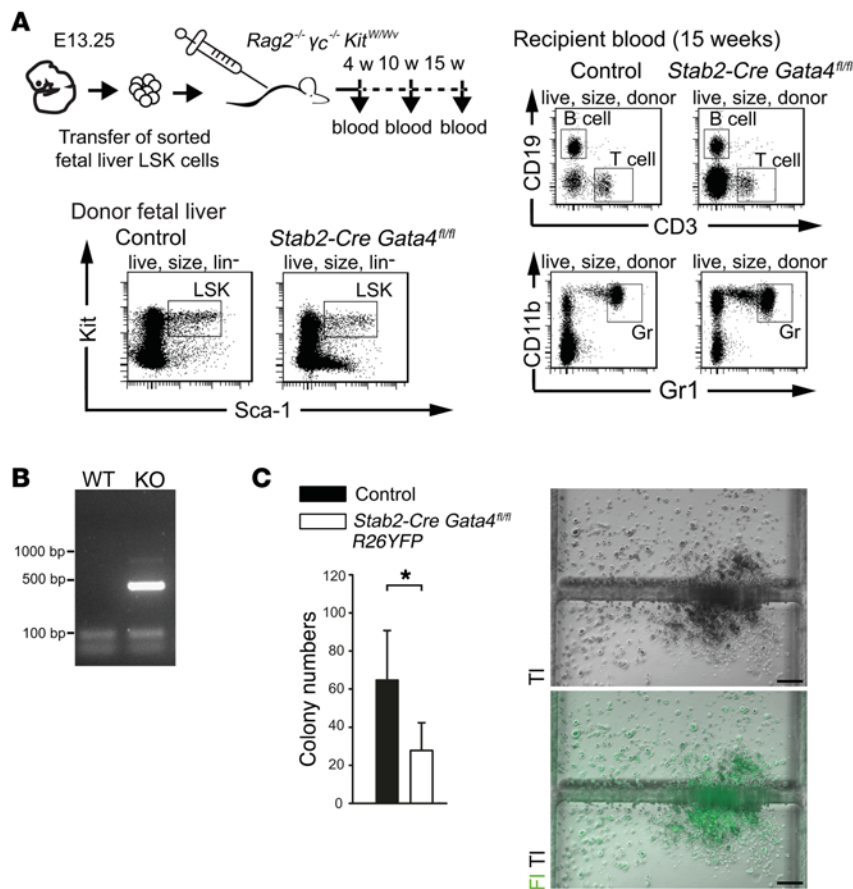 A
E13.25
Rag2-/- γc-/- KitW/Wv
4 w 10 w 15 w
blood blood blood
Transfer of sorted
fetal liver LSK cells
Donor fetal liver
Control Stab2-Cre Gata4fl/fl
live, size, lin- live, size, lin-
LSK LSK
Kit
Sca-1
Recipient blood (15 weeks)
Control Stab2-Cre Gata4fl/fl
live, size, donor live, size, donor
B cell B cell
T cell T cell
CD19
CD3
live, size, donor live, size, donor
Gr Gr
CD11b
Gr1
B
WT KO
1000 bp
500 bp
100 bp
C
Control
Stab2-Cre Gata4fl/fl
R26YFP
Colony numbers
120
100
80
60
40
20
0
*
TI
FI TI